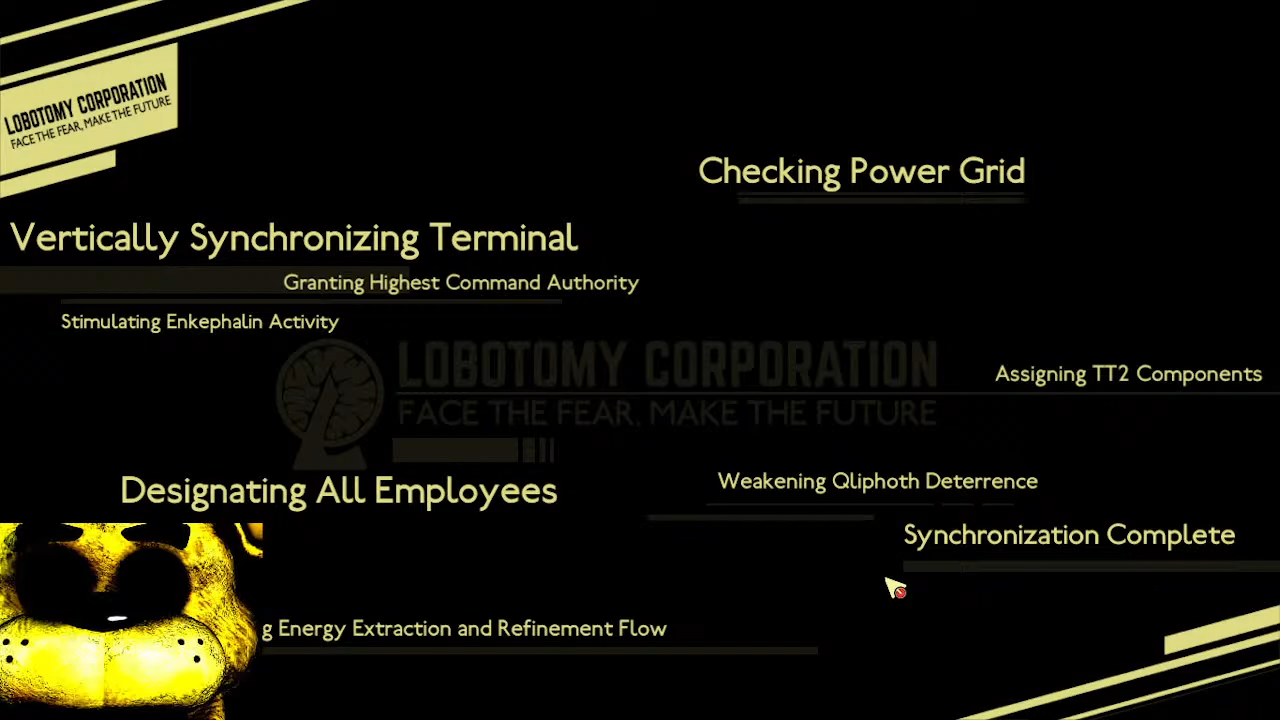 LOBOTOMY CORPORATION
FACE THE FEAR, MAKE THE FUTURE
Checking Power Grid
Vertically Synchronizing Terminal
Granting Highest Command Authority
Stimulating Enkephalin Activity
LOBOTOMY CORPORATION
FACE THE FEAR, MAKE THE FUTURE
Assigning TT2 Components
Designating All Employees
Weakening Qliphoth Deterrence
Synchronization Complete
g Energy Extraction and Refinement Flow